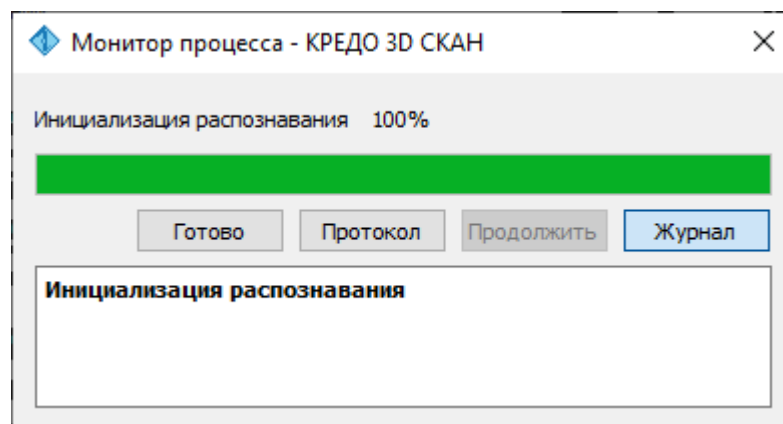 Монитор процесса - КРЕДО 3D СКАН
Инициализация распознавания 100%
Готово Протокол Продолжить Журнал
Инициализация распознавания